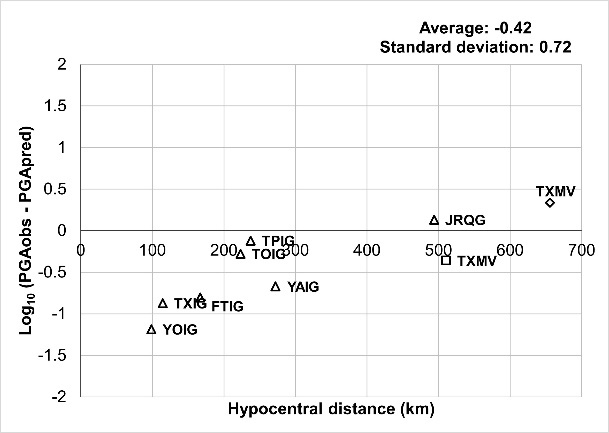 Average: -0.42
Standard deviation: 0.72
2
1.5
1
0.5
0
-0.5
-1
-1.5
-2
0 100 200 300 400 500 600 700
TXMV
JRQG
TPIG
TOIG
TXMV
YAIG
TXIG
FTIG
YOIG
Log₁₀ (PGAobs - PGApred)
Hypocentral distance (km)